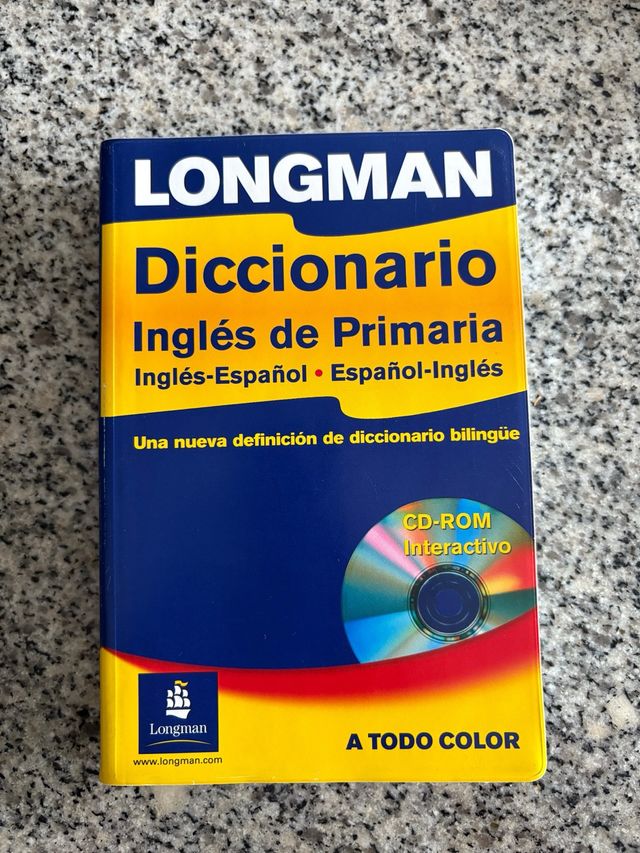 LONGMAN
Diccionario
Inglés de Primaria
Inglés-Español • Español-Inglés
Una nueva definición de diccionario bilingüe
CD-ROM
Interactivo
Longman
www.longman.com
A TODO COLOR